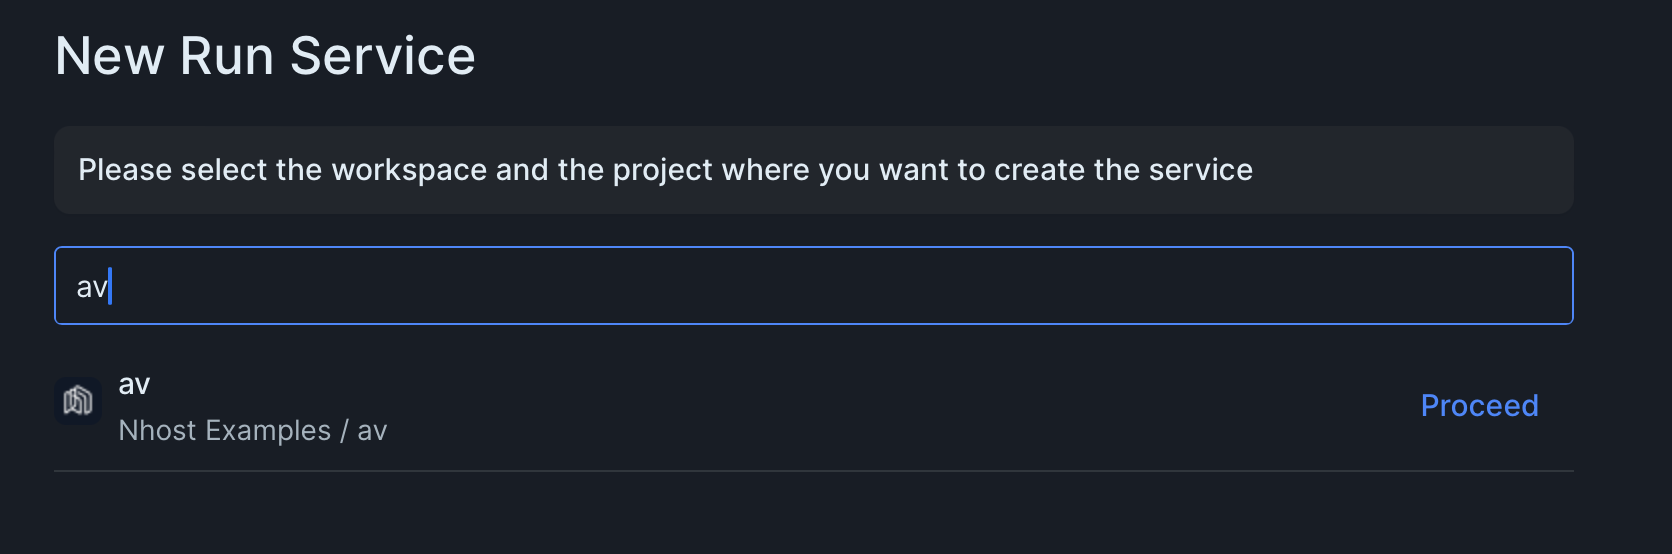 New Run Service
Please select the workspace and the project where you want to create the service
av
av
Nhost Examples / av
Proceed